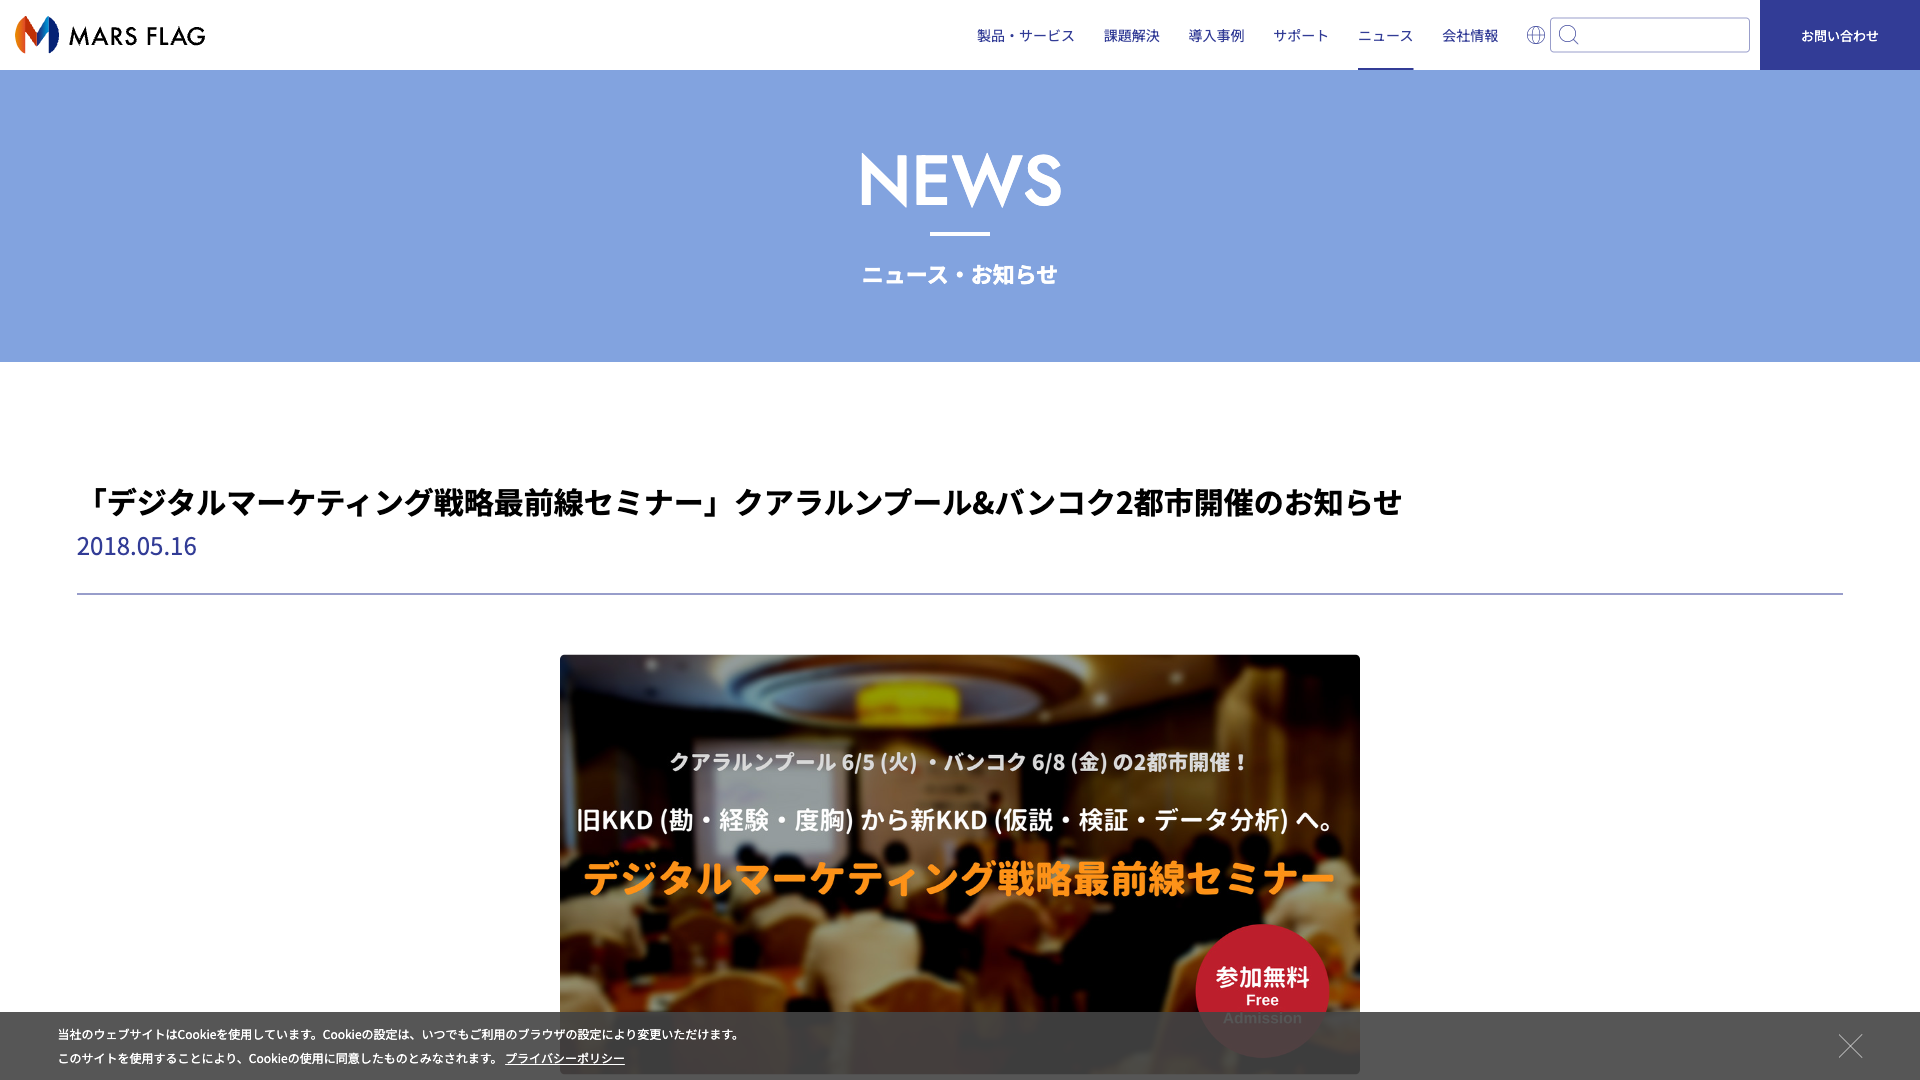 MARS FLAG
製品・サービス 課題解決 導入事例 サポート ニュース 会社情報 お問い合わせ
NEWS
ニュース・お知らせ
「デジタルマーケティング戦略最前線セミナー」クアラルンプール&バンコク2都市開催のお知らせ
2018.05.16
クアラルンプール 6/5 (火) ・バンコク 6/8 (金) の2都市開催！
旧KKD (勘・経験・度胸) から新KKD (仮説・検証・データ分析) へ。
デジタルマーケティング戦略最前線セミナー
参加無料
Free
Admission
当社のウェブサイトはCookieを使用しています。Cookieの設定は、いつでもご利用のブラウザの設定により変更いただけます。
このサイトを使用することにより、Cookieの使用に同意したものとみなされます。 プライバシーポリシー